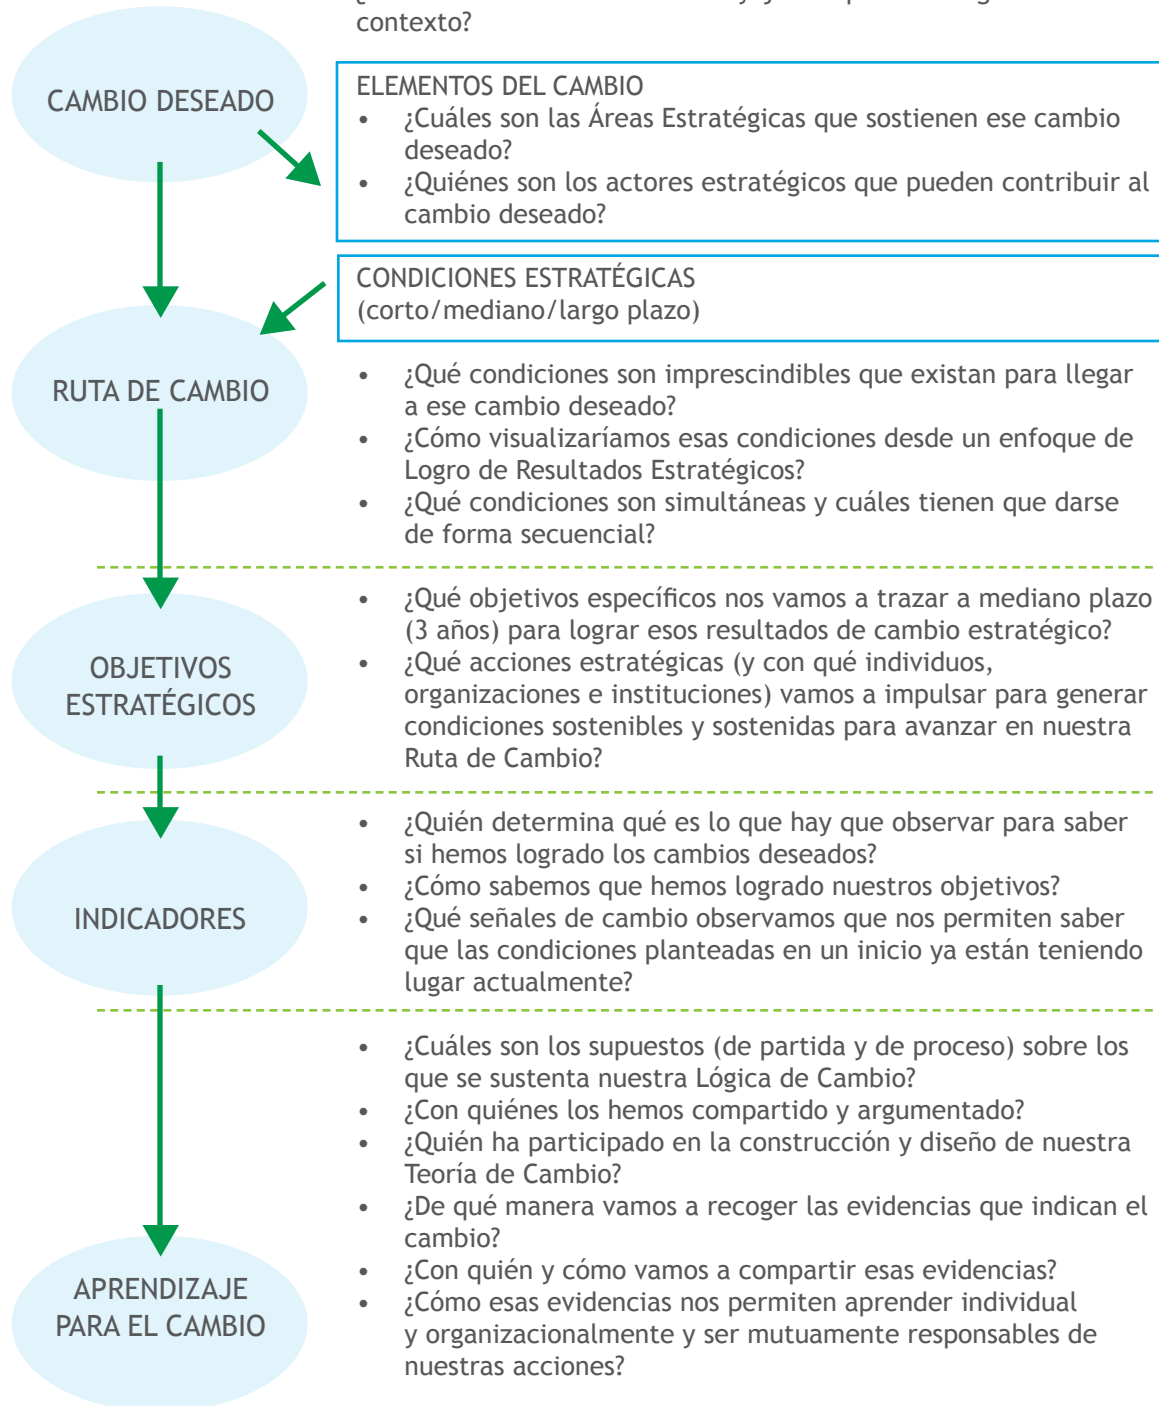 contexto?
CAMBIO DESEADO
ELEMENTOS DEL CAMBIO
• ¿Cuáles son las Áreas Estratégicas que sostienen ese cambio
deseado?
• ¿Quiénes son los actores estratégicos que pueden contribuir al
cambio deseado?
CONDICIONES ESTRATÉGICAS
(corto/mediano/largo plazo)
RUTA DE CAMBIO
• ¿Qué condiciones son imprescindibles que existan para llegar
a ese cambio deseado?
• ¿Cómo visualizaríamos esas condiciones desde un enfoque de
Logro de Resultados Estratégicos?
• ¿Qué condiciones son simultáneas y cuáles tienen que darse
de forma secuencial?
OBJETIVOS
ESTRATÉGICOS
• ¿Qué objetivos específicos nos vamos a trazar a mediano plazo
(3 años) para lograr esos resultados de cambio estratégico?
• ¿Qué acciones estratégicas (y con qué individuos,
organizaciones e instituciones) vamos a impulsar para generar
condiciones sostenibles y sostenidas para avanzar en nuestra
Ruta de Cambio?
INDICADORES
• ¿Quién determina qué es lo que hay que observar para saber
si hemos logrado los cambios deseados?
• ¿Cómo sabemos que hemos logrado nuestros objetivos?
• ¿Qué señales de cambio observamos que nos permiten saber
que las condiciones planteadas en un inicio ya están teniendo
lugar actualmente?
APRENDIZAJE
PARA EL CAMBIO
• ¿Cuáles son los supuestos (de partida y de proceso) sobre los
que se sustenta nuestra Lógica de Cambio?
• ¿Con quiénes los hemos compartido y argumentado?
• ¿Quién ha participado en la construcción y diseño de nuestra
Teoría de Cambio?
• ¿De qué manera vamos a recoger las evidencias que indican el
cambio?
• ¿Con quién y cómo vamos a compartir esas evidencias?
• ¿Cómo esas evidencias nos permiten aprender individual
y organizacionalmente y ser mutuamente responsables de
nuestras acciones?